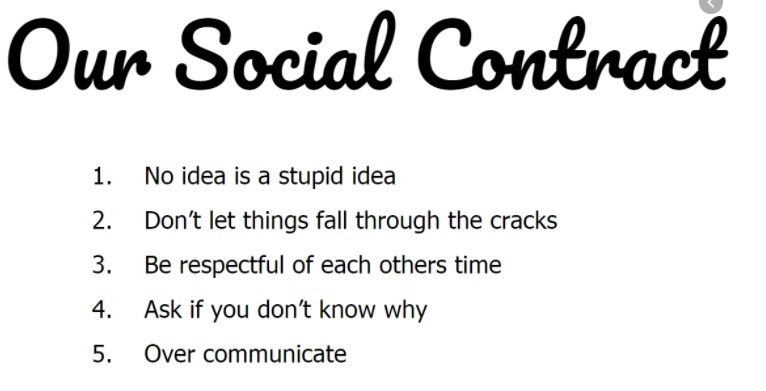 Our Social Contract
1. No idea is a stupid idea
2. Don't let things fall through the cracks
3. Be respectful of each others time
4. Ask if you don't know why
5. Over communicate